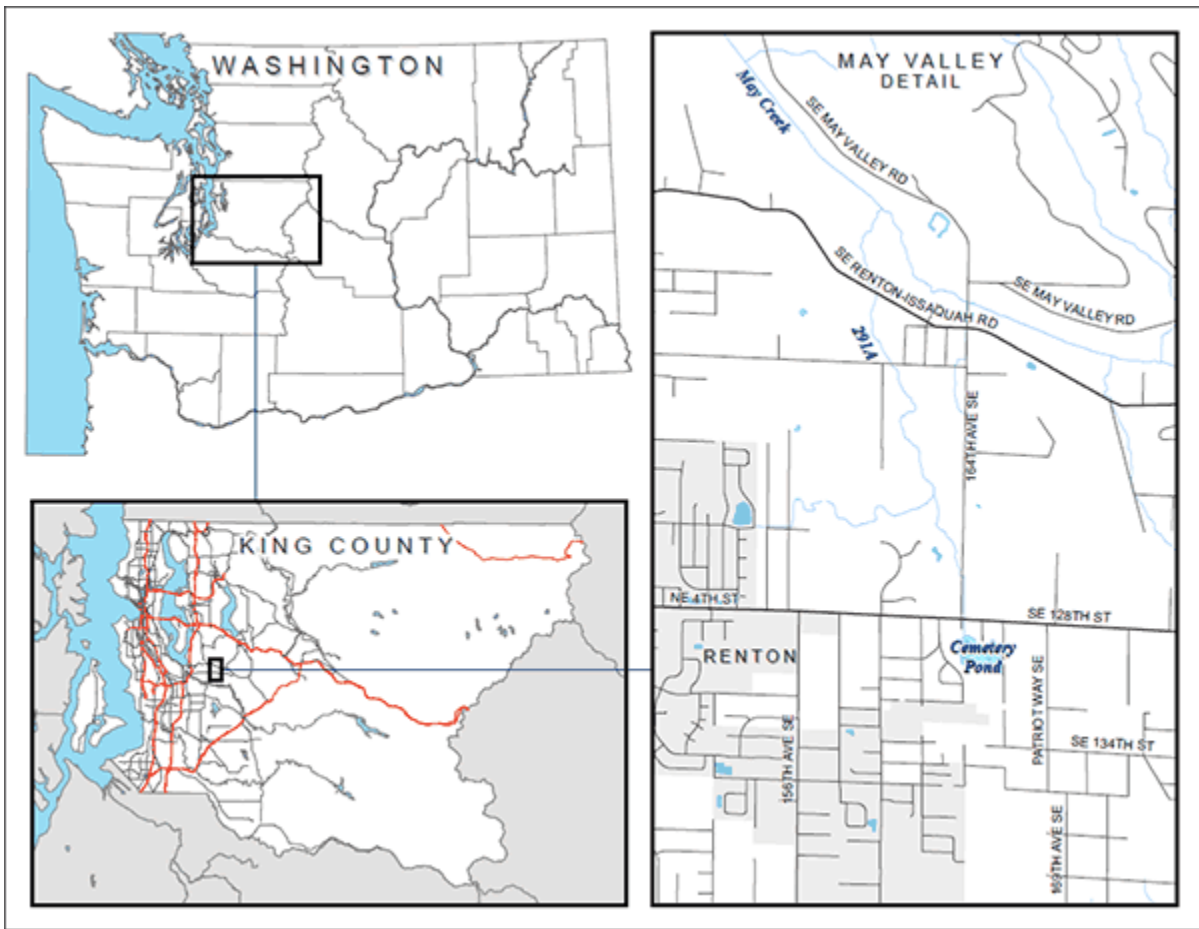 WASHINGTON
KING COUNTY
MAY VALLEY
DETAIL
May Creek
SE MAY VALLEY RD
SE RENTON-ISSAQUAH RD
SE MAY VALLEY RD
291A
164TH AVE SE
NE 4TH ST
SE 128TH ST
RENTON
Cemetery
Pond
PATRIOT WAY SE
156TH AVE SE
SE 134TH ST
169TH AVE SE